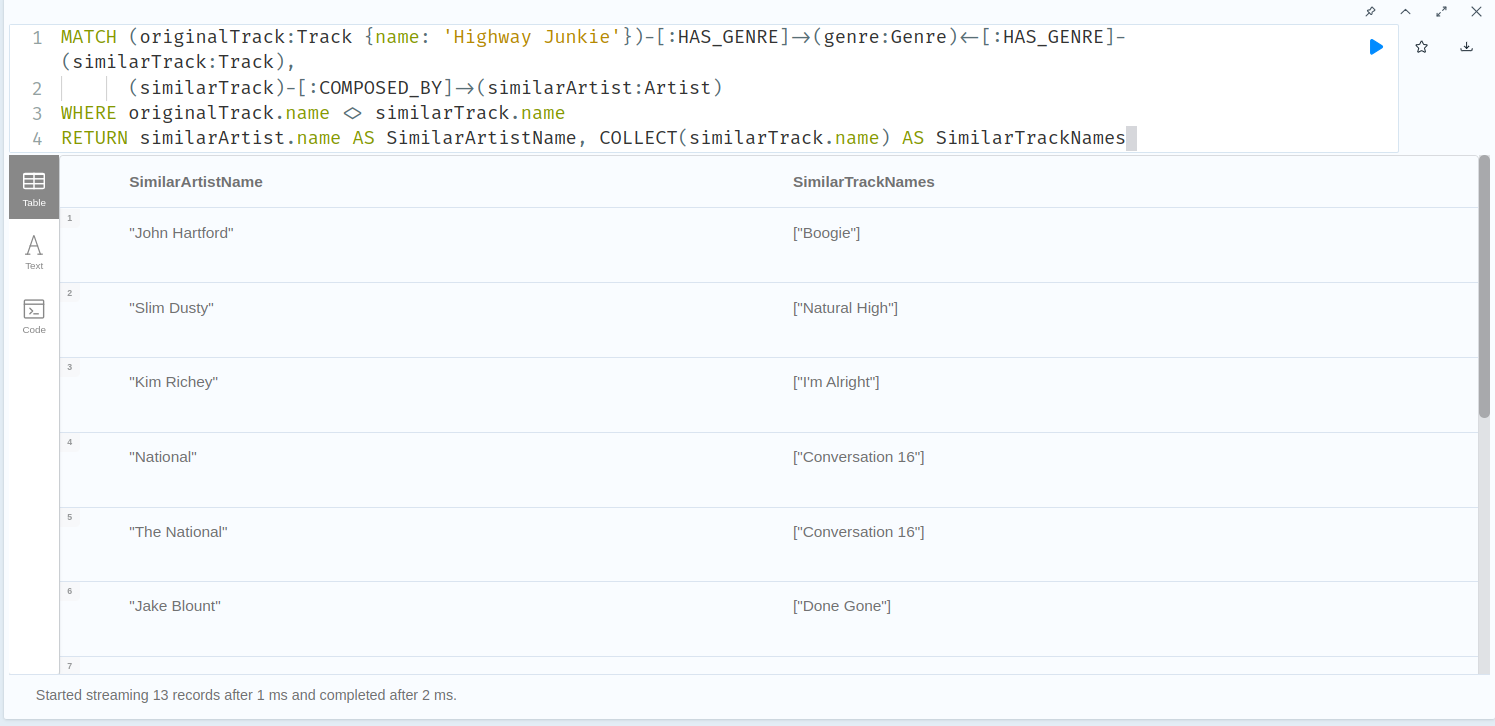 1 MATCH (originalTrack:Track {name: 'Highway Junkie'})-[:HAS_GENRE]→(genre:Genre)←[:HAS_GENRE]-
(similarTrack:Track),
2 (similarTrack)-[:COMPOSED_BY]→(similarArtist:Artist)
3 WHERE originalTrack.name <> similarTrack.name
4 RETURN similarArtist.name AS SimilarArtistName, COLLECT(similarTrack.name) AS SimilarTrackNames
Table
Text
Code
SimilarArtistName SimilarTrackNames
1 "John Hartford" ["Boogie"]
2 "Slim Dusty" ["Natural High"]
3 "Kim Richey" ["I'm Alright"]
4 "National" ["Conversation 16"]
5 "The National" ["Conversation 16"]
6 "Jake Blount" ["Done Gone"]
7
Started streaming 13 records after 1 ms and completed after 2 ms.